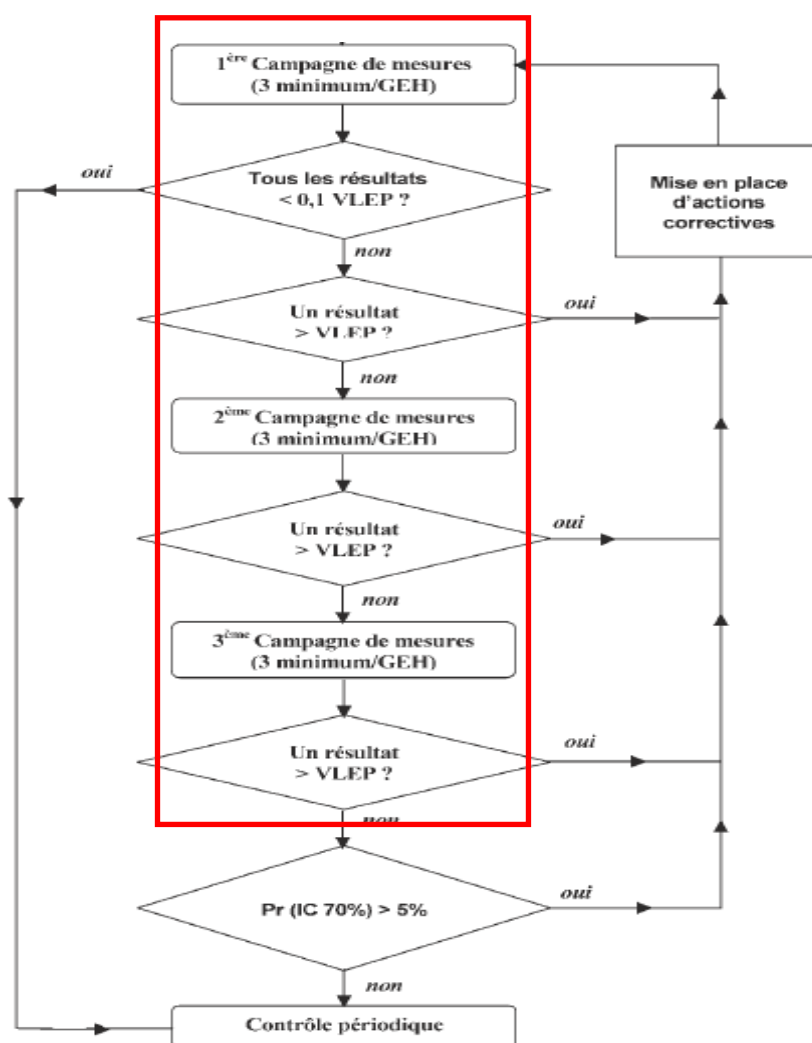 1ère Campagne de mesures
(3 minimum/GEH)
oui
Tous les résultats
< 0,1 VLEP ?
Mise en place
d'actions
correctives
non
Un résultat
> VLEP ?
oui
non
2ème Campagne de mesures
(3 minimum/GEH)
Un résultat
> VLEP ?
oui
non
3ème Campagne de mesures
(3 minimum/GEH)
Un résultat
> VLEP ?
oui
non
Pr (IC 70%) > 5%
oui
non
Contrôle périodique